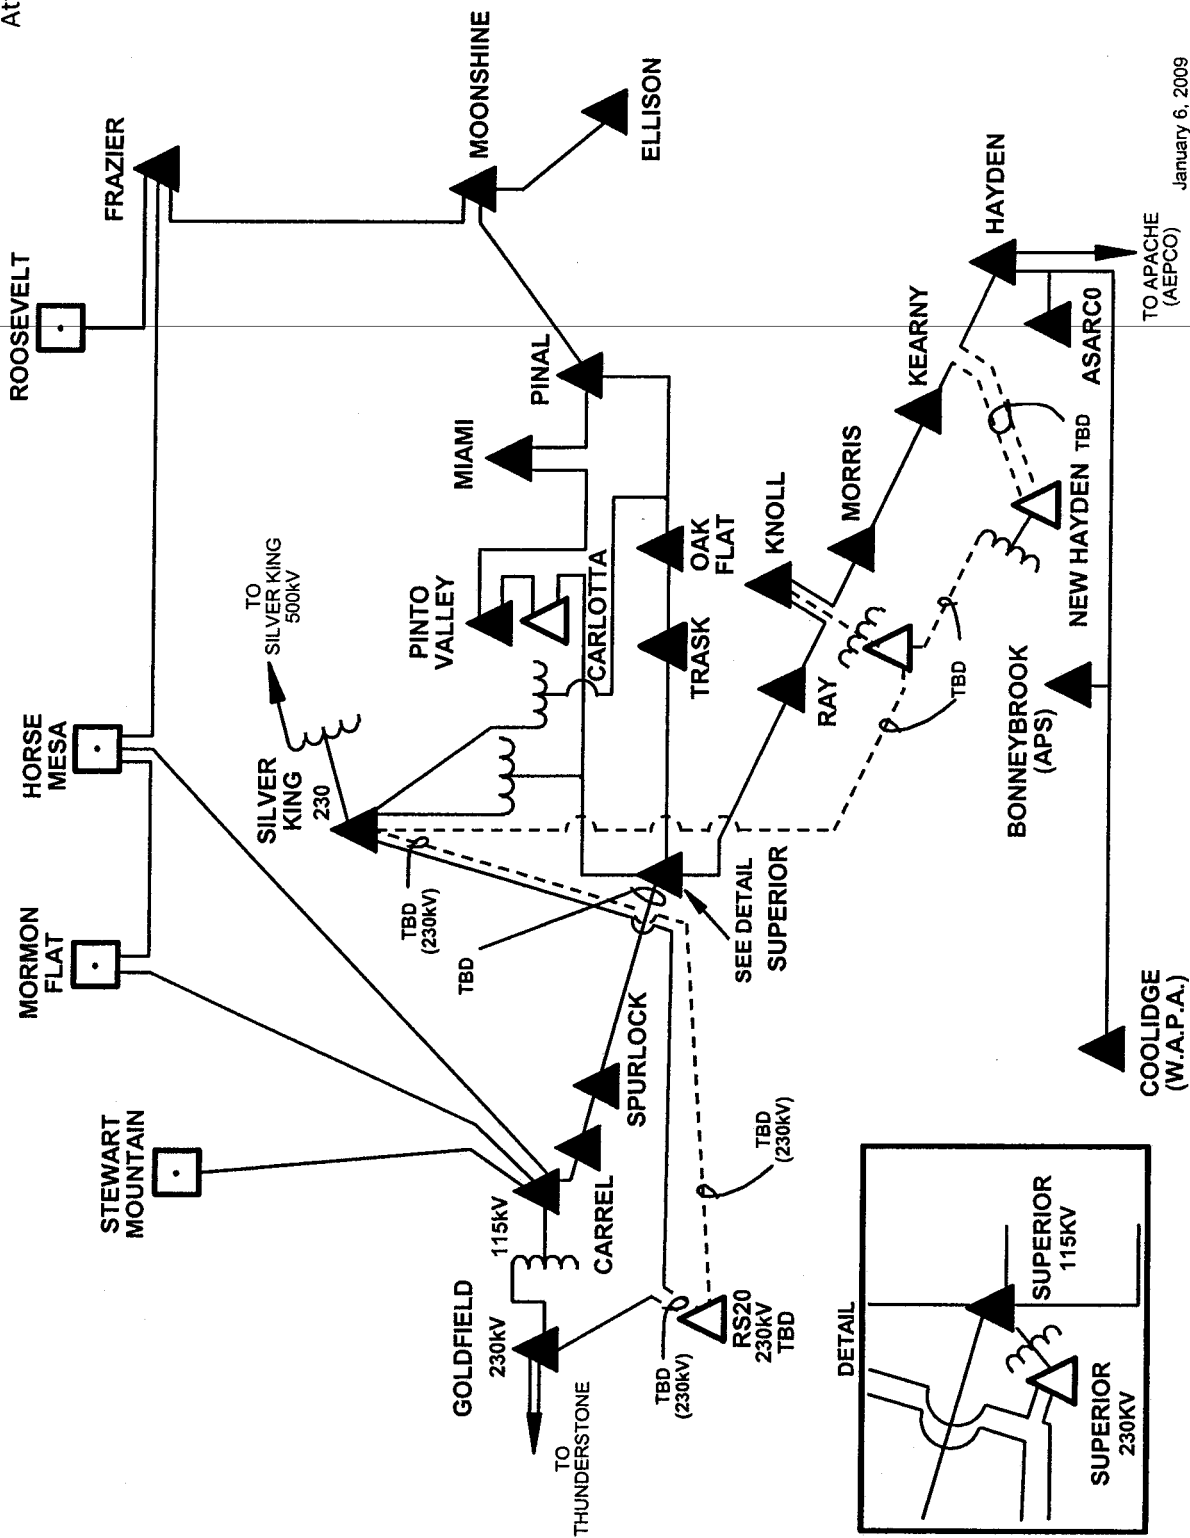 At
STEWART
MOUNTAIN
MORMON
FLAT
HORSE
MESA
ROOSEVELT
FRAZIER
MOONSHINE
ELLISON
TO
SILVER KING
500kV
SILVER
KING
230
PINTO
VALLEY
CARLOTTA
MIAMI
PINAL
OAK
FLAT
TRASK
KNOLL
MORRIS
KEARNY
HAYDEN
RAY
TBD
(230kV)
TBD
SEE DETAIL
SUPERIOR
SPURLOCK
CARREL
115kV
GOLDFIELD
230kV
TO
THUNDERSTONE
TBD
(230kV)
RS20
230kV
TBD
TBD
(230kV)
TBD
TBD
NEW HAYDEN
ASARC0
TO APACHE
(AEPCO)
BONNEYBROOK
(APS)
COOLIDGE
(W.A.P.A.)
DETAIL
SUPERIOR
115KV
SUPERIOR
230KV
January 6, 2009